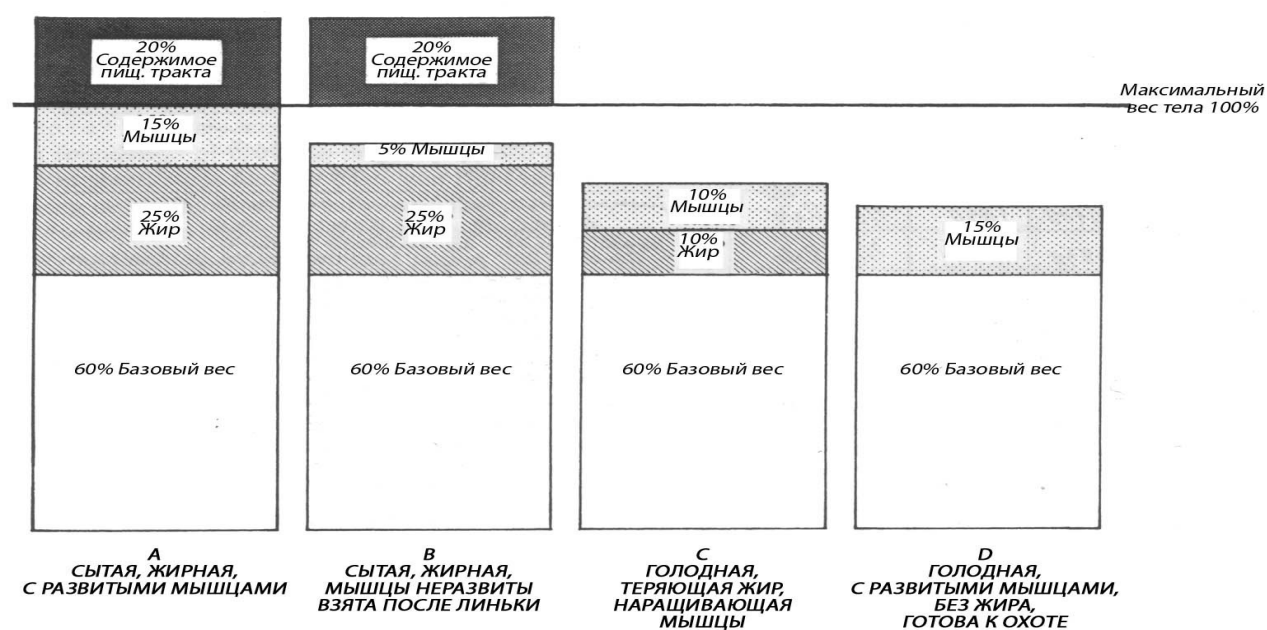 20%
Содержимое
пищ. тракта
20%
Содержимое
пищ. тракта
Максимальный
вес тела 100%
15%
Мышцы
5% Мышцы
25%
Жир
25%
Жир
10%
Мышцы
10%
Жир
15%
Мышцы
60% Базовый вес
60% Базовый вес
60% Базовый вес
60% Базовый вес
A
СЫТАЯ, ЖИРНАЯ,
С РАЗВИТЫМИ МЫШЦАМИ
B
СЫТАЯ, ЖИРНАЯ,
МЫШЦЫ НЕРАЗВИТЫ
ВЗЯТА ПОСЛЕ ЛИНЬКИ
C
ГОЛОДНАЯ,
ТЕРЯЮЩАЯ ЖИР,
НАРАЩИВАЮЩАЯ
МЫШЦЫ
D
ГОЛОДНАЯ,
С РАЗВИТЫМИ МЫШЦАМИ,
БЕЗ ЖИРА,
ГОТОВА К ОХОТЕ